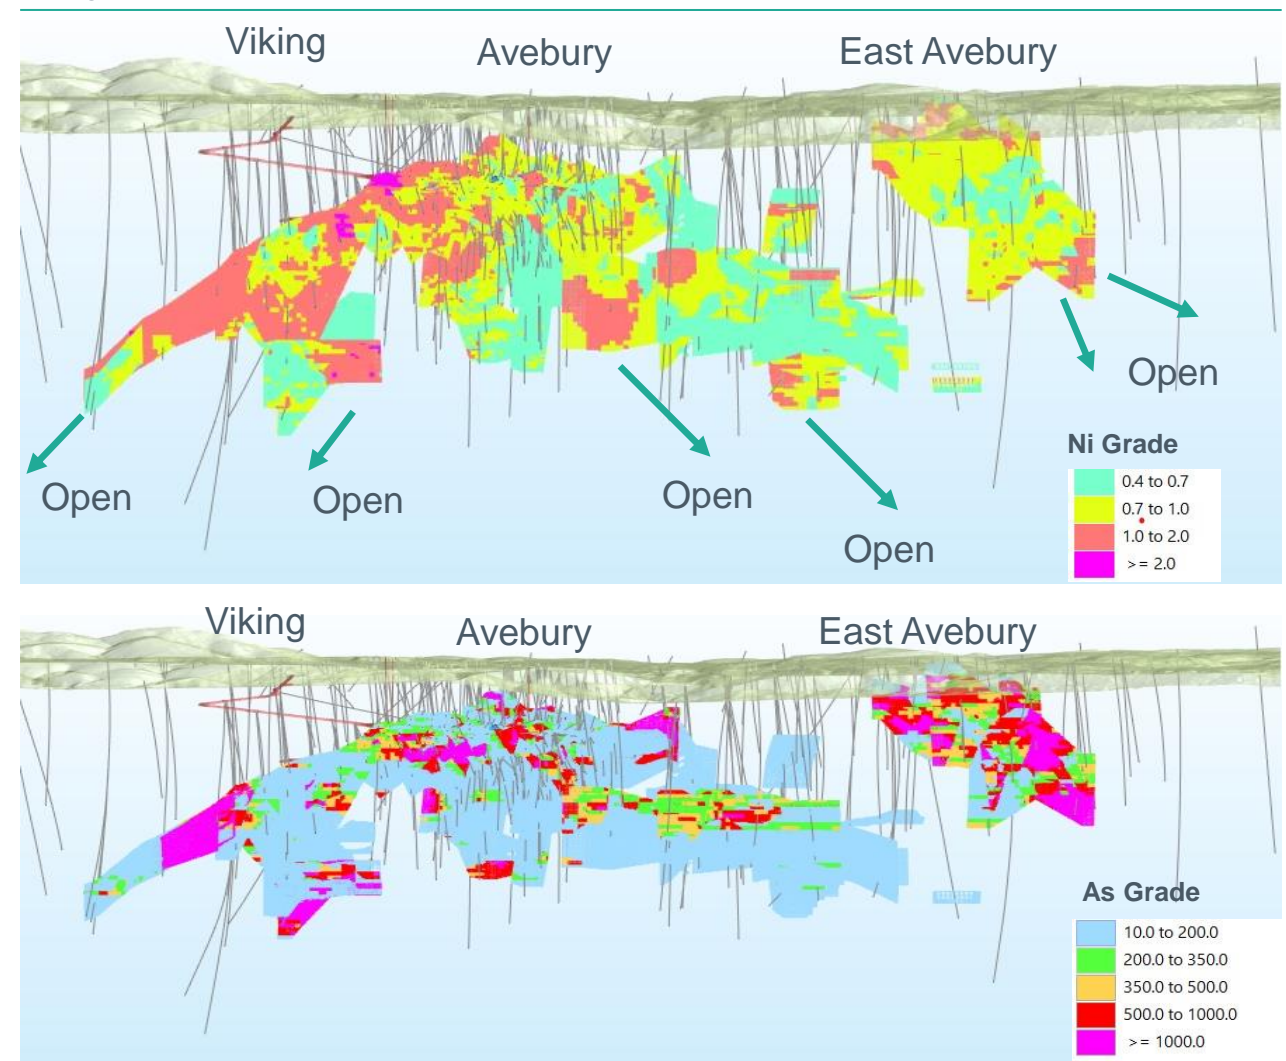 Viking
Avebury
East Avebury
Open
Open
Open
Open
Open
Ni Grade
0.4 to 0.7
0.7 to 1.0
1.0 to 2.0
>= 2.0
Viking
Avebury
East Avebury
As Grade
10.0 to 200.0
200.0 to 350.0
350.0 to 500.0
500.0 to 1000.0
>= 1000.0